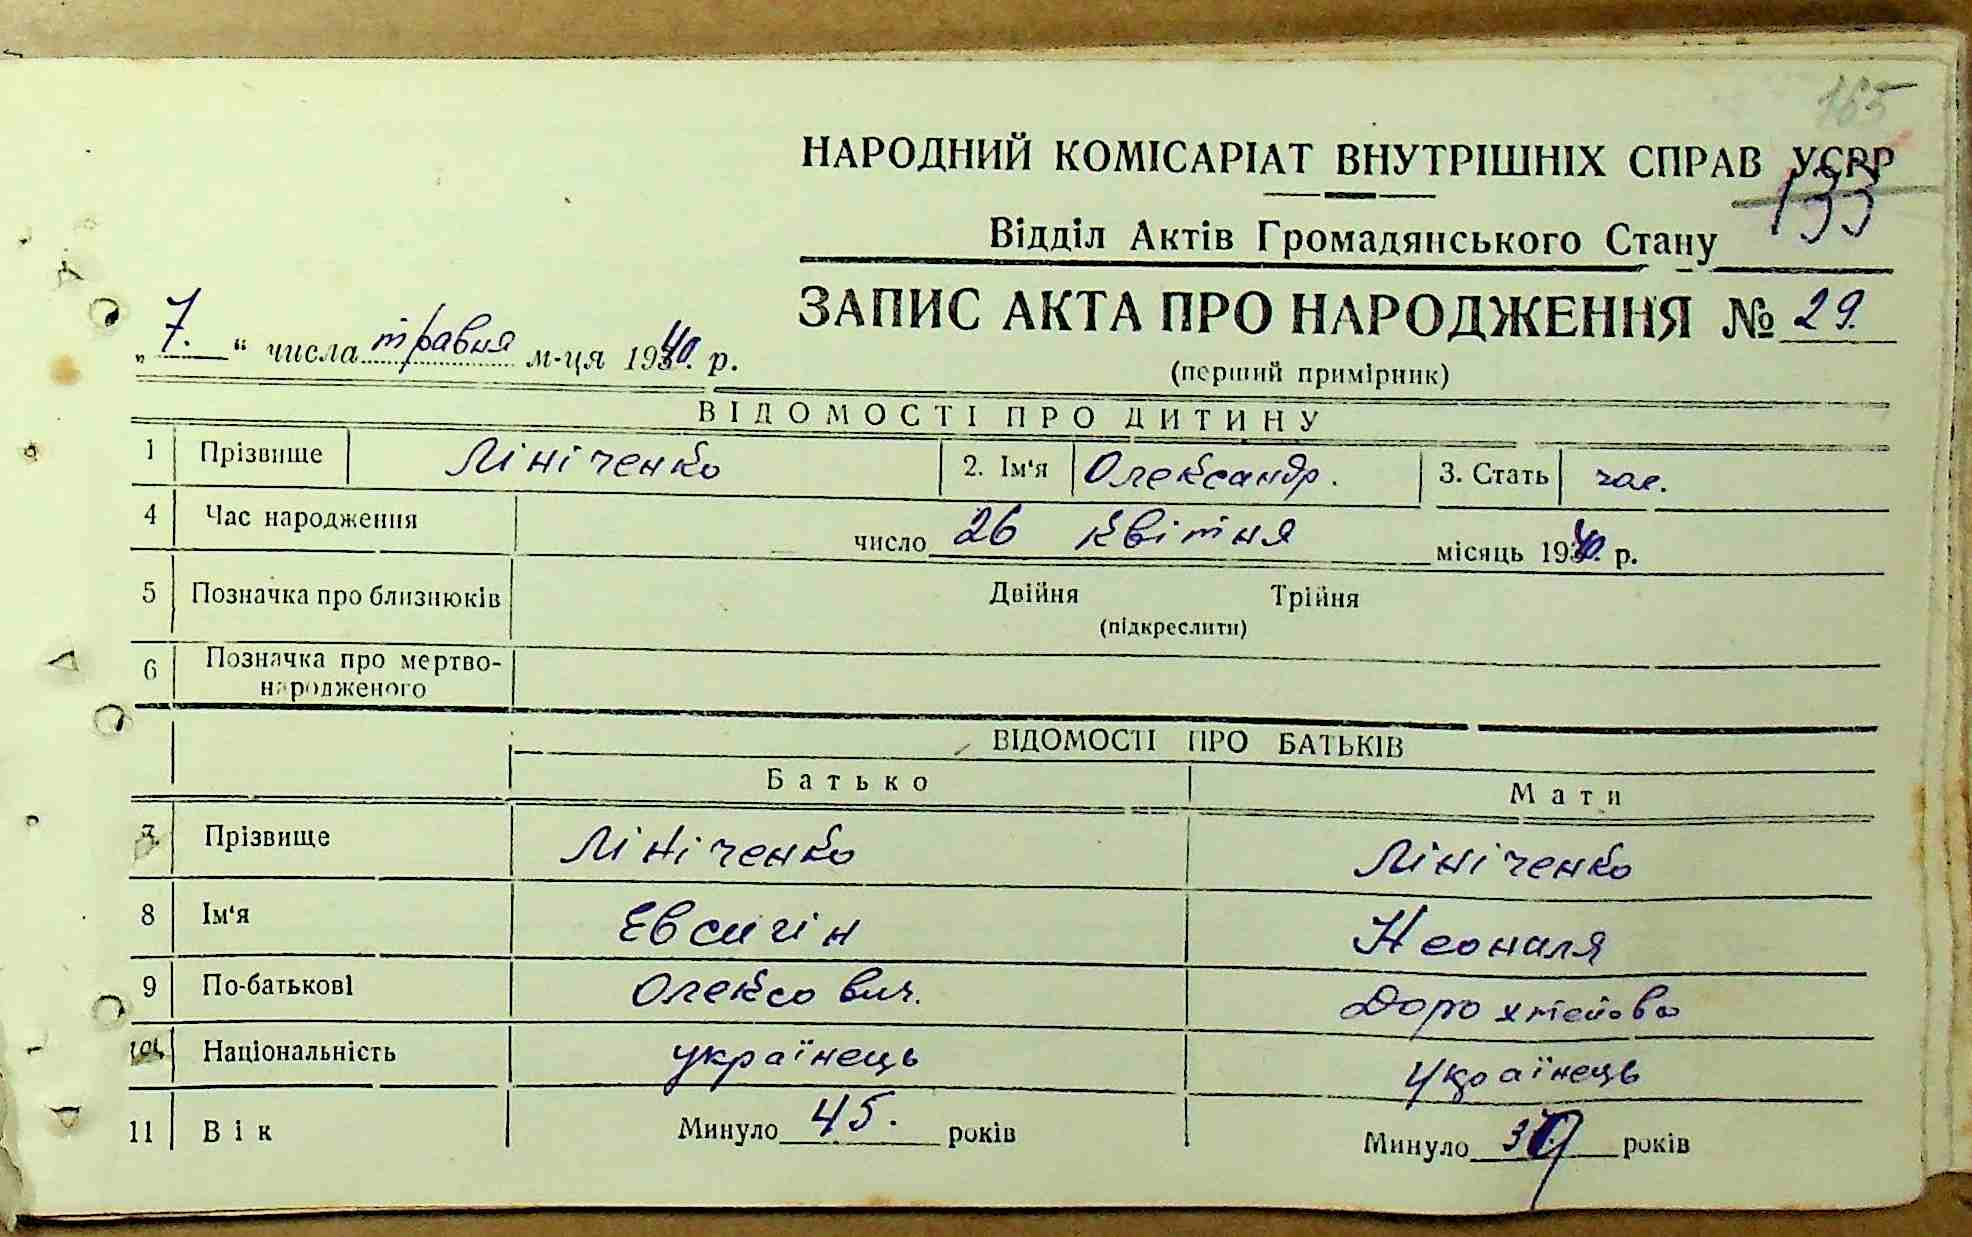 165
НАРОДНИЙ КОМІСАРІАТ ВНУТРІШНІХ СПРАВ УСРР
133
Відділ Актів Громадянського Стану
ЗАПИС АКТА ПРО НАРОДЖЕННЯ № 29.
„7.“ числа травня м-ця 1940. р.
(перший примірник)
ВІДОМОСТІ ПРО ДИТИНУ
1 Прізвище Лініченко 2. Ім‘я Олександр. 3. Стать чол.
4 Час народження число 26 квітня місяць 1940. р.
5 Позначка про близнюків Двійня Трійня
(підкреслити)
6 Позначка про мертво-
народженого
ВІДОМОСТІ ПРО БАТЬКІВ
Батько Мати
7 Прізвище Лініченко Лініченко
8 Ім‘я Евсигін
9 По-батькові Олексович. Дорохтеївва
10 Національність українець українець
11 Вік Минуло 45. років Минуло років